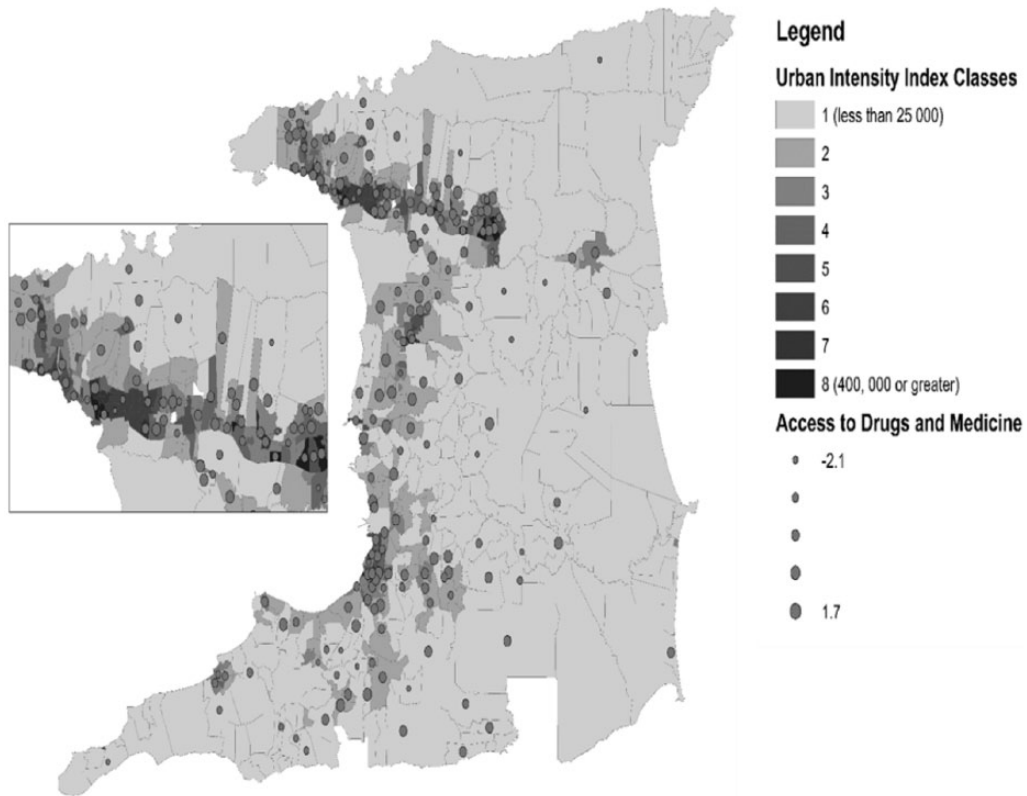 Legend
Urban Intensity Index Classes
1 (less than 25 000)
2
3
4
5
6
7
8 (400, 000 or greater)
Access to Drugs and Medicine
-2.1
1.7